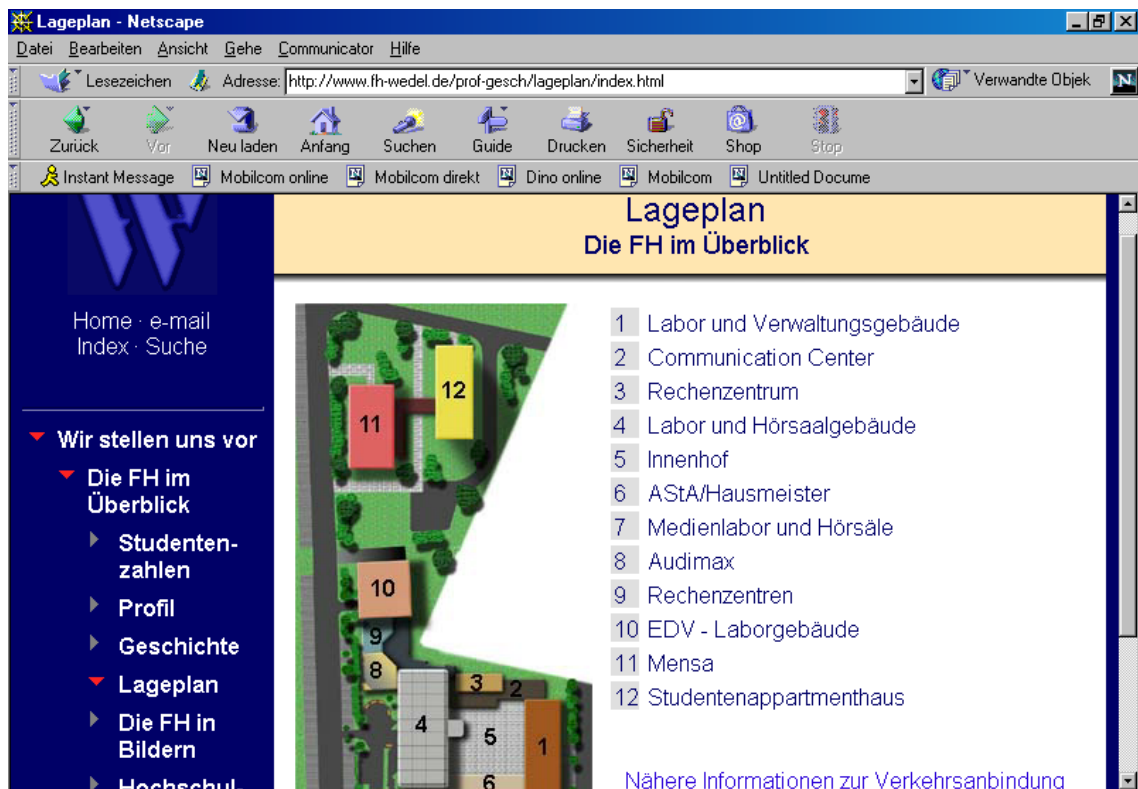 Lageplan - Netscape
Datei Bearbeiten Ansicht Gehe Communicator Hilfe
Lesezeichen Adresse: http://www.fh-wedel.de/prof-gesch/lageplan/index.html Verwandte Objek N
Zurück Vor Neu laden Anfang Suchen Guide Drucken Sicherheit Shop Stop
Instant Message Mobilcom online Mobilcom direkt Dino online Mobilcom Untitled Docume
Lageplan
Die FH im Überblick
Home · e-mail
Index · Suche
Wir stellen uns vor
Die FH im
Überblick
Studenten-
zahlen
Profil
Geschichte
Lageplan
Die FH in
Bildern
Hochschul-
12
11
10
9
8
3
2
4
5
1
6
1 Labor und Verwaltungsgebäude
2 Communication Center
3 Rechenzentrum
4 Labor und Hörsaalgebäude
5 Innenhof
6 AStA/Hausmeister
7 Medienlabor und Hörsäle
8 Audimax
9 Rechenzentren
10 EDV - Laborgebäude
11 Mensa
12 Studentenappartmenthaus
Nähere Informationen zur Verkehrsanbindung